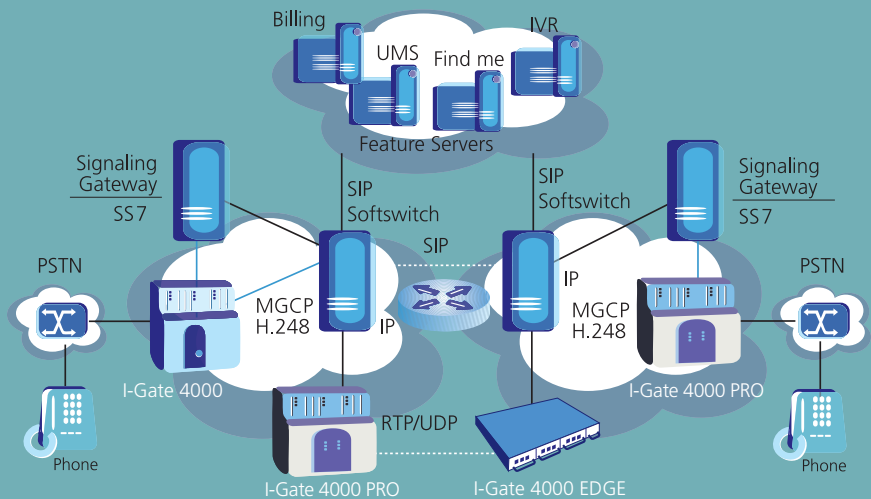 Billing
IVR
UMS
Find me
Feature Servers
Signaling
Gateway
SS7
SIP
Softswitch
SIP
Softswitch
Signaling
Gateway
SS7
SIP
PSTN
MGCP
H.248
IP
IP
MGCP
H.248
PSTN
I-Gate 4000
I-Gate 4000 PRO
RTP/UDP
Phone
Phone
I-Gate 4000 PRO
I-Gate 4000 EDGE